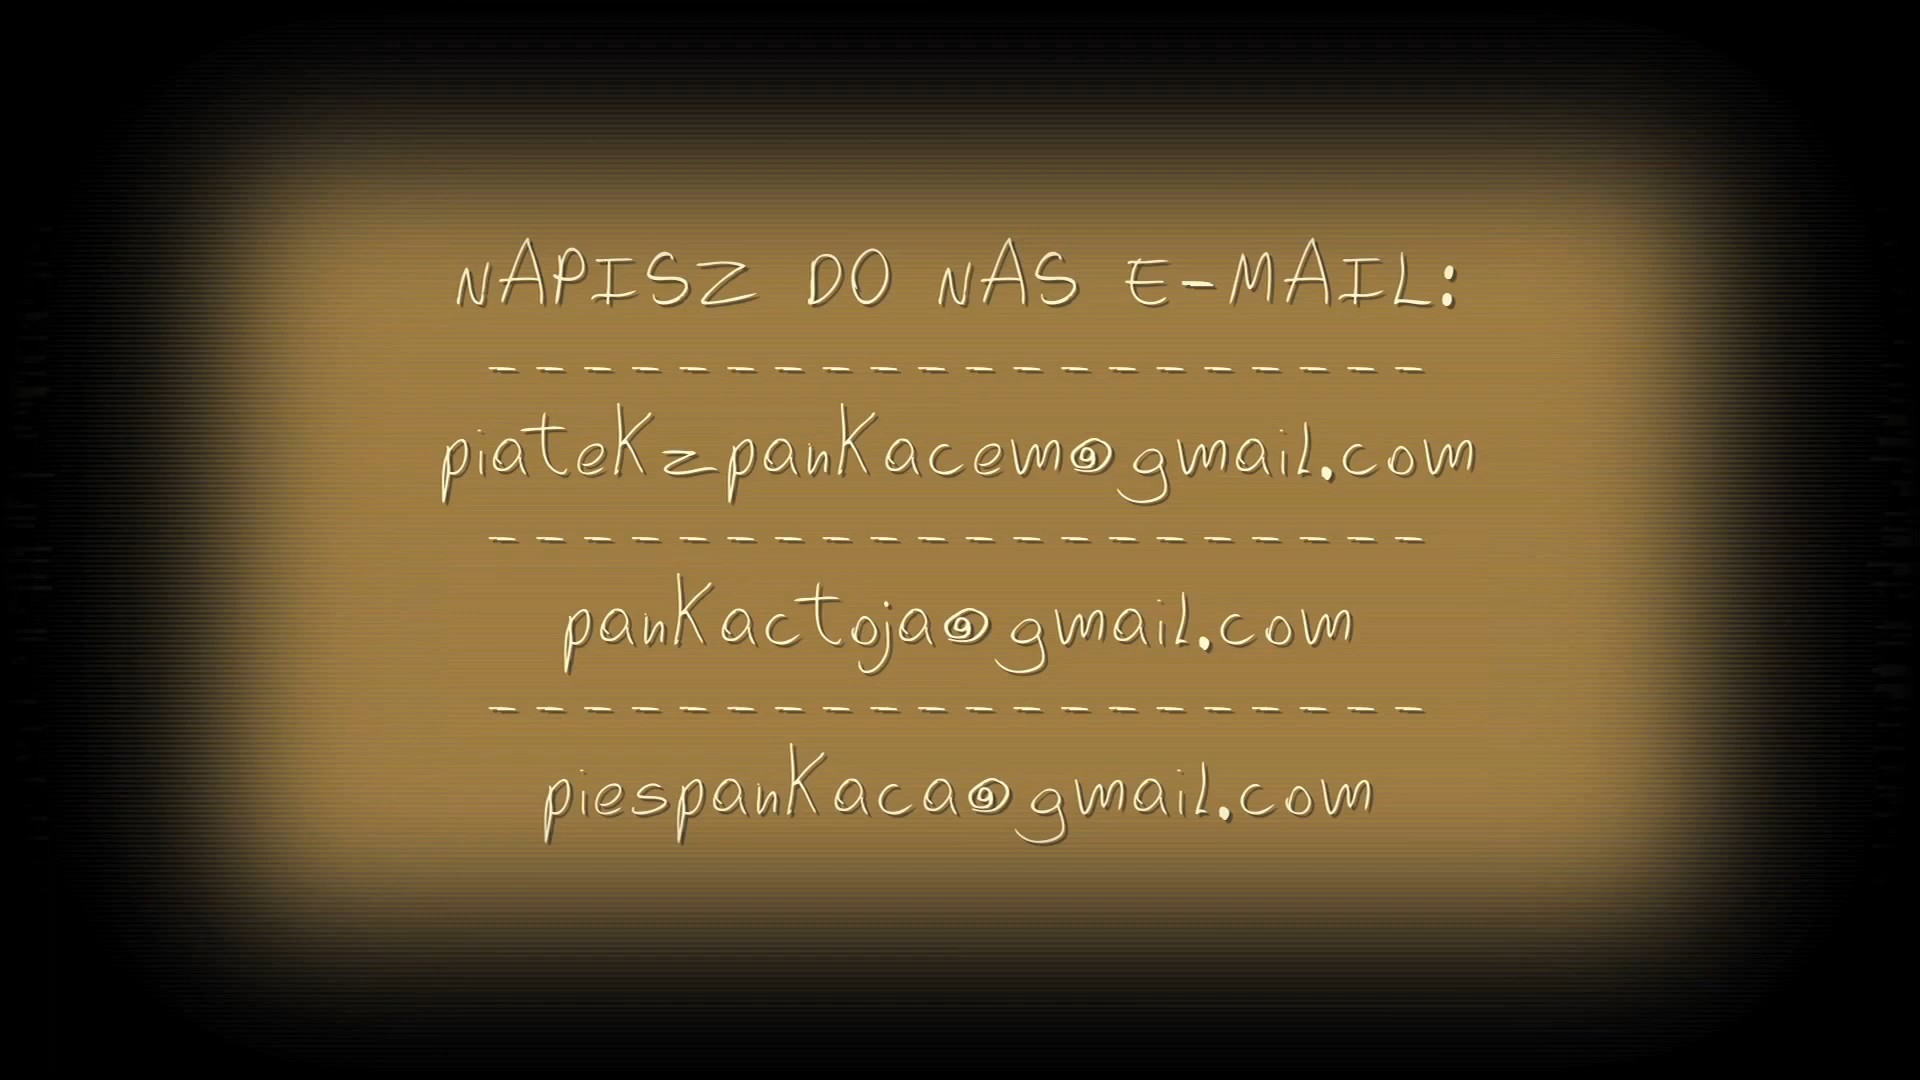 NAPISZ DO NAS E-MAIL:
- - - - - - - - - - - - - - - - - - - -
piatekzpankacem@gmail.com
- - - - - - - - - - - - - - - - - - - -
pankactoja@gmail.com
- - - - - - - - - - - - - - - - - - - -
piespankaca@gmail.com